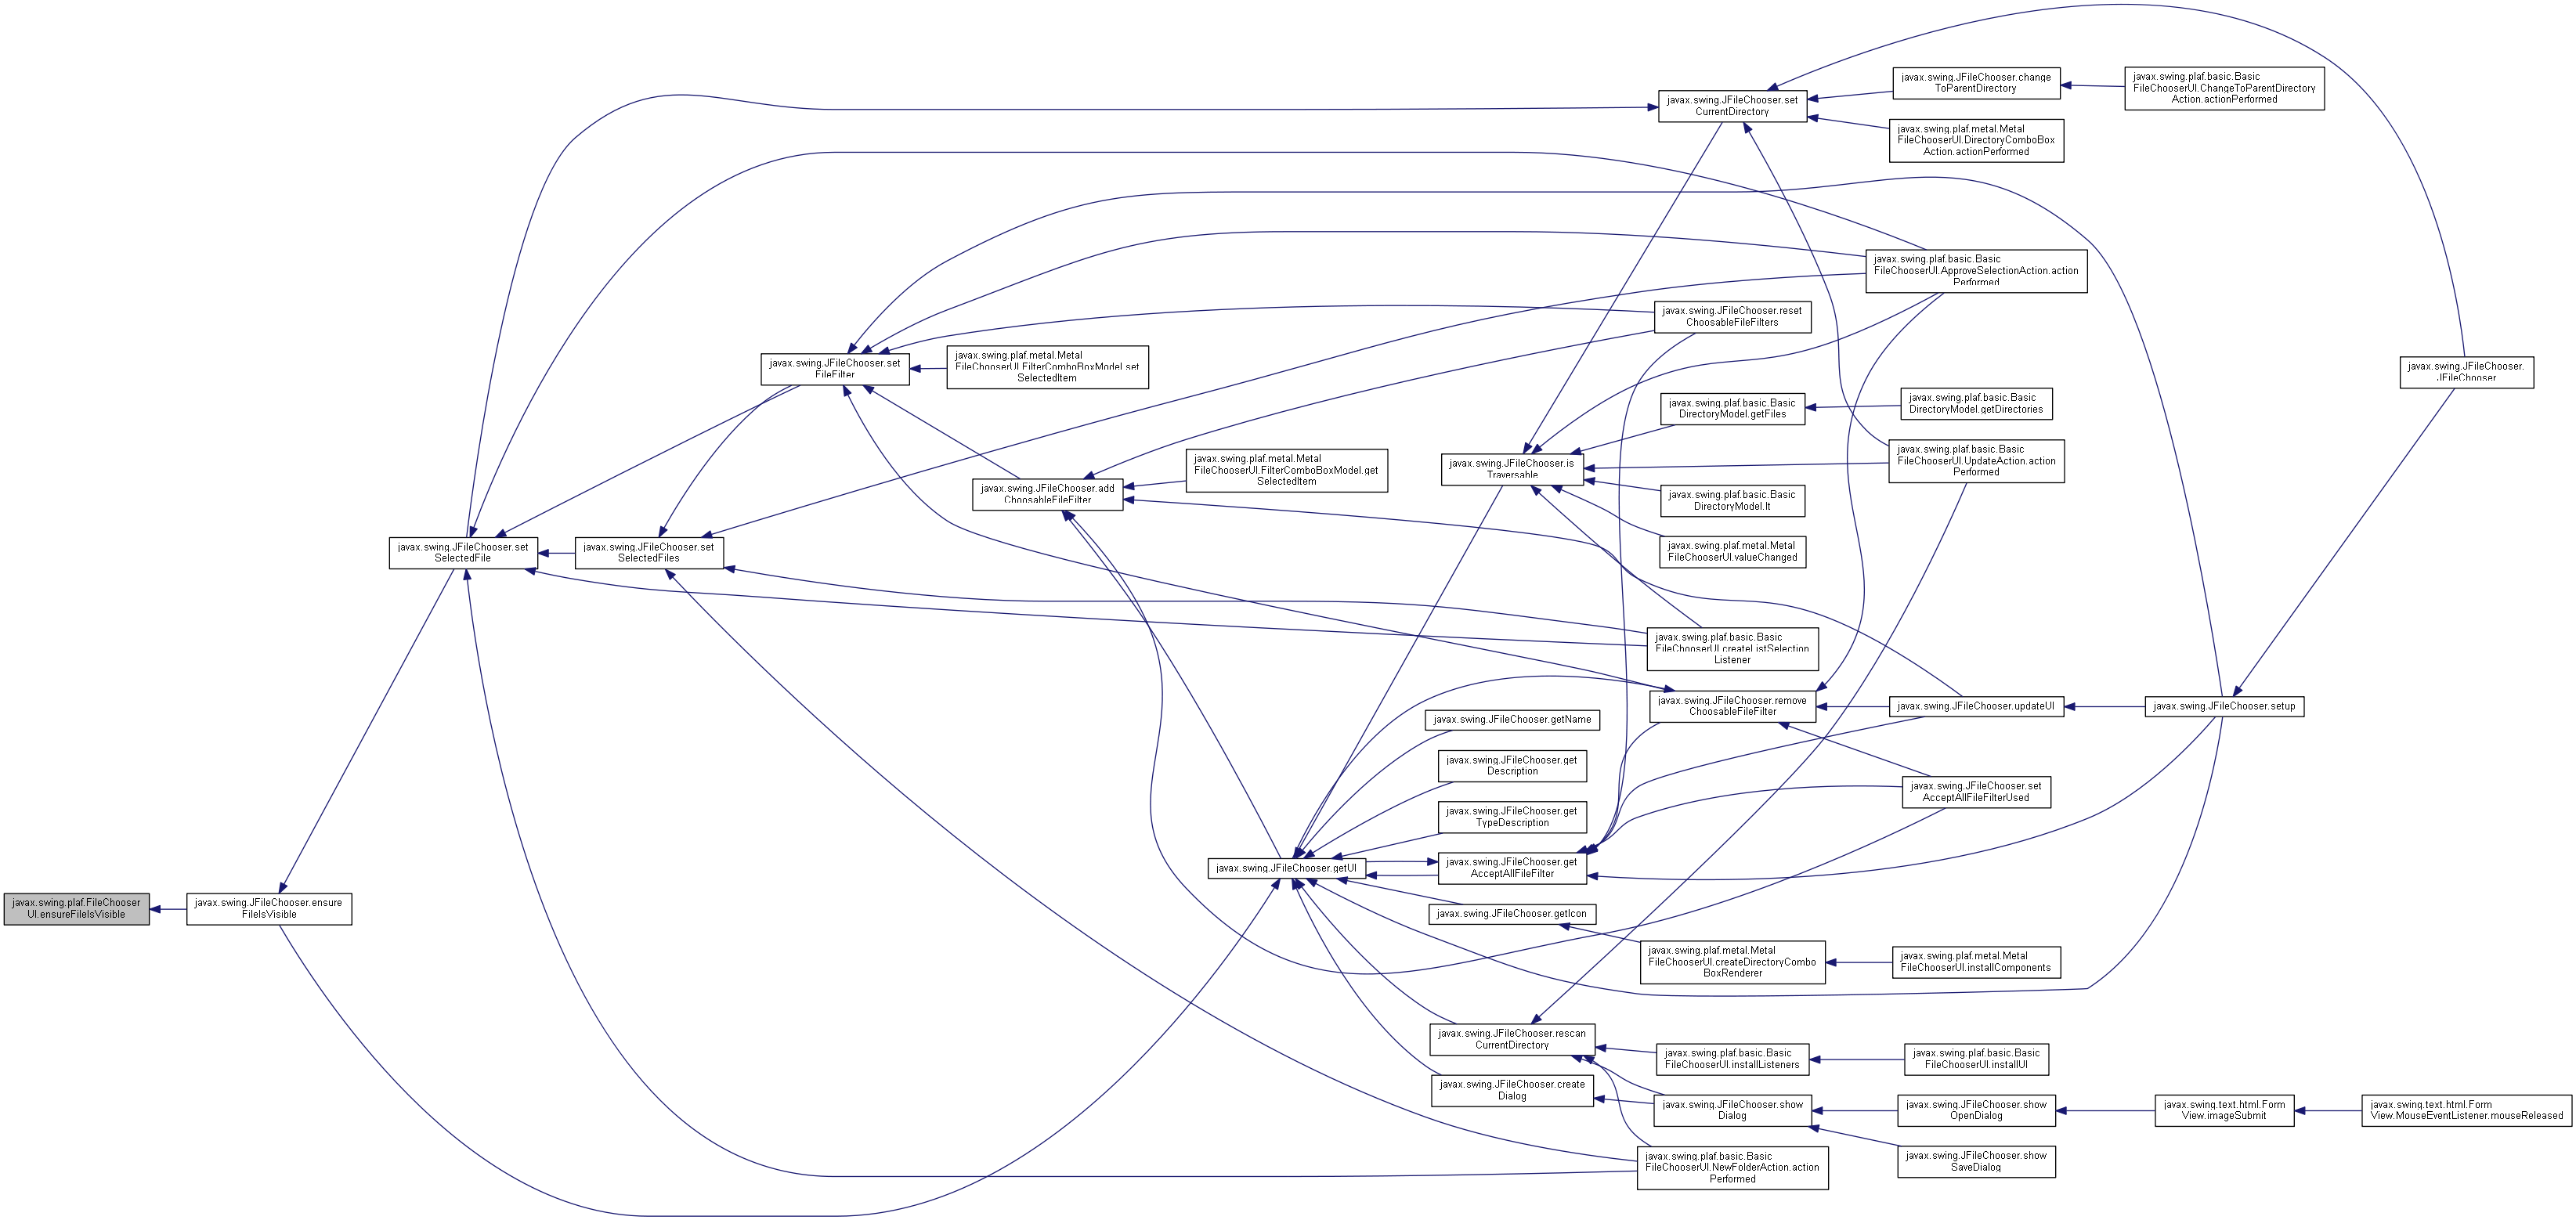 javax.swing.plaf.FileChooser
UI.ensureFileIsVisible
javax.swing.JFileChooser.ensure
FileIsVisible
javax.swing.JFileChooser.set
SelectedFile
javax.swing.JFileChooser.set
SelectedFiles
javax.swing.JFileChooser.set
FileFilter
javax.swing.plaf.metal.Metal
FileChooserUI.FilterComboBoxModel.set
SelectedItem
javax.swing.JFileChooser.add
ChoosableFileFilter
javax.swing.plaf.metal.Metal
FileChooserUI.FilterComboBoxModel.get
SelectedItem
javax.swing.JFileChooser.getUI
javax.swing.JFileChooser.is
Traversable
javax.swing.JFileChooser.getName
javax.swing.JFileChooser.get
Description
javax.swing.JFileChooser.get
TypeDescription
javax.swing.JFileChooser.get
AcceptAllFileFilter
javax.swing.JFileChooser.getIcon
javax.swing.JFileChooser.rescan
CurrentDirectory
javax.swing.JFileChooser.create
Dialog
javax.swing.JFileChooser.set
CurrentDirectory
javax.swing.JFileChooser.reset
ChoosableFileFilters
javax.swing.plaf.basic.Basic
DirectoryModel.getFiles
javax.swing.plaf.basic.Basic
DirectoryModel.lt
javax.swing.plaf.metal.Metal
FileChooserUI.valueChanged
javax.swing.plaf.basic.Basic
FileChooserUI.createListSelection
Listener
javax.swing.JFileChooser.remove
ChoosableFileFilter
javax.swing.plaf.metal.Metal
FileChooserUI.createDirectoryCombo
BoxRenderer
javax.swing.plaf.basic.Basic
FileChooserUI.installListeners
javax.swing.JFileChooser.show
Dialog
javax.swing.plaf.basic.Basic
FileChooserUI.NewFolderAction.action
Performed
javax.swing.JFileChooser.change
ToParentDirectory
javax.swing.plaf.metal.Metal
FileChooserUI.DirectoryComboBox
Action.actionPerformed
javax.swing.plaf.basic.Basic
FileChooserUI.ApproveSelectionAction.action
Performed
javax.swing.plaf.basic.Basic
DirectoryModel.getDirectories
javax.swing.plaf.basic.Basic
FileChooserUI.UpdateAction.action
Performed
javax.swing.JFileChooser.updateUI
javax.swing.JFileChooser.set
AcceptAllFileFilterUsed
javax.swing.plaf.metal.Metal
FileChooserUI.installComponents
javax.swing.plaf.basic.Basic
FileChooserUI.installUI
javax.swing.JFileChooser.show
OpenDialog
javax.swing.JFileChooser.show
SaveDialog
javax.swing.plaf.basic.Basic
FileChooserUI.ChangeToParentDirectory
Action.actionPerformed
javax.swing.JFileChooser.setup
javax.swing.text.html.Form
View.imageSubmit
javax.swing.JFileChooser.
JFileChooser
javax.swing.text.html.Form
View.MouseEventListener.mouseReleased